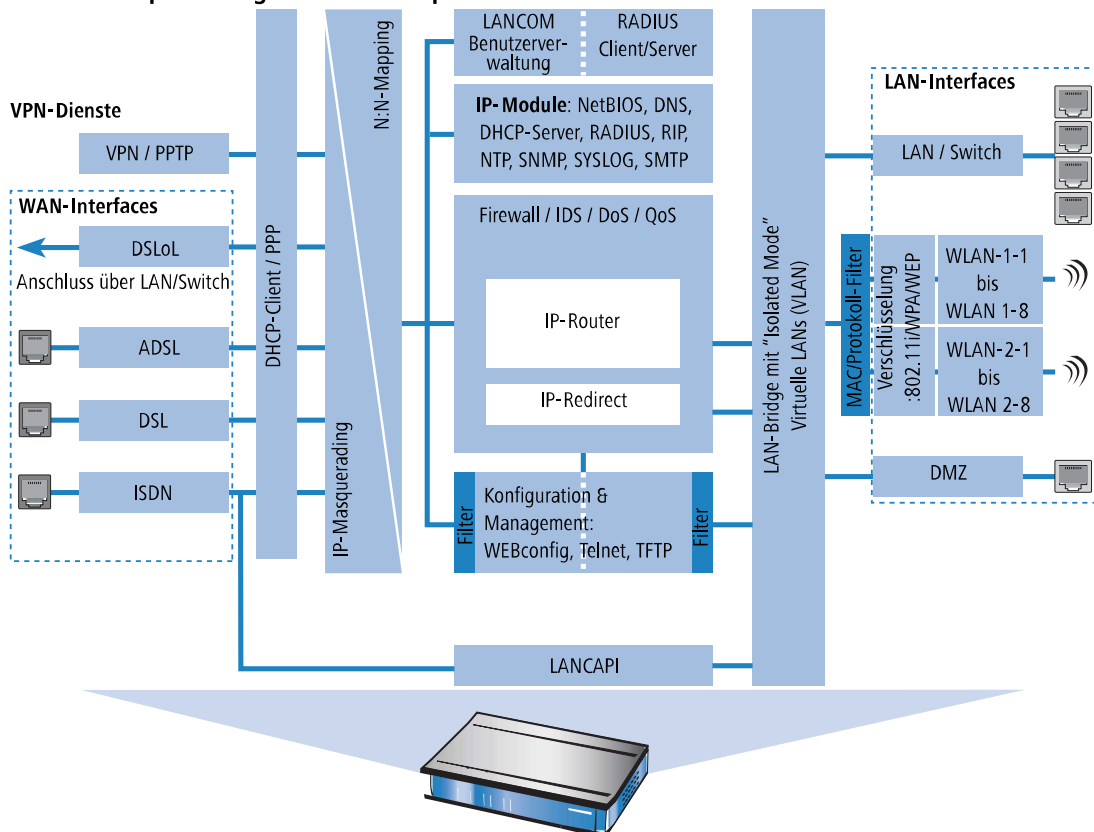 LANCOM
Benutzerver-
waltung
RADIUS
Client/Server
N:N-Mapping
IP-Masquerading
DHCP-Client / PPP
VPN-Dienste
VPN / PPTP
WAN-Interfaces
DSLoL
Anschluss über LAN/Switch
ADSL
DSL
ISDN
IP-Module: NetBIOS, DNS,
DHCP-Server, RADIUS, RIP,
NTP, SNMP, SYSLOG, SMTP
Firewall / IDS / DoS / QoS
IP-Router
IP-Redirect
Filter
Konfiguration &
Management:
WEBconfig, Telnet, TFTP
Filter
LANCAPI
LAN-Bridge mit "Isolated Mode"
Virtuelle LANs (VLAN)
LAN-Interfaces
LAN / Switch
MAC/Protokoll-Filter
Verschlüsselung
:802.11i/WPA/WEP
WLAN-1-1
bis
WLAN 1-8
WLAN-2-1
bis
WLAN 2-8
DMZ